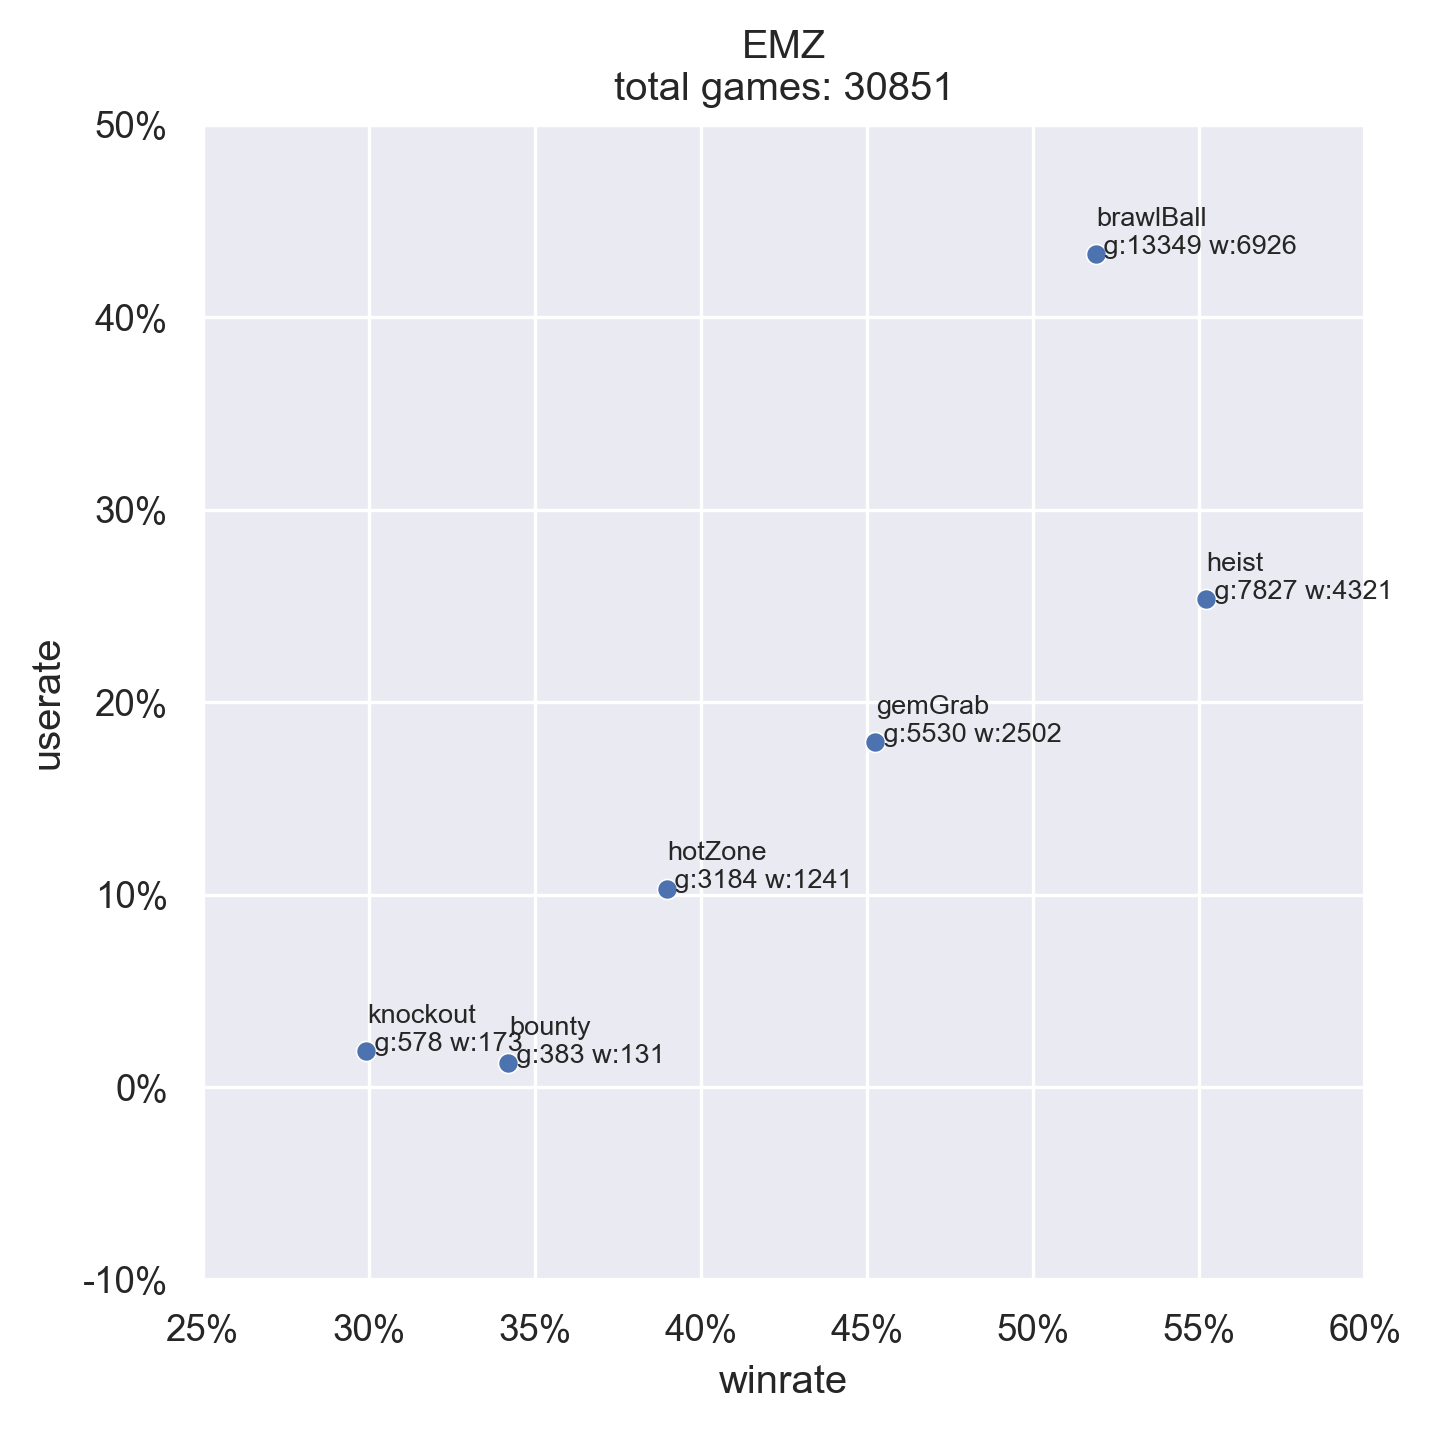 EMZ
total games: 30851
50%
40%
30%
20%
10%
0%
-10%
userate
brawlBall
g:13349 w:6926
heist
g:7827 w:4321
gemGrab
g:5530 w:2502
hotZone
g:3184 w:1241
knockout
g:578 w:173
bounty
g:383 w:131
25% 30% 35% 40% 45% 50% 55% 60%
winrate